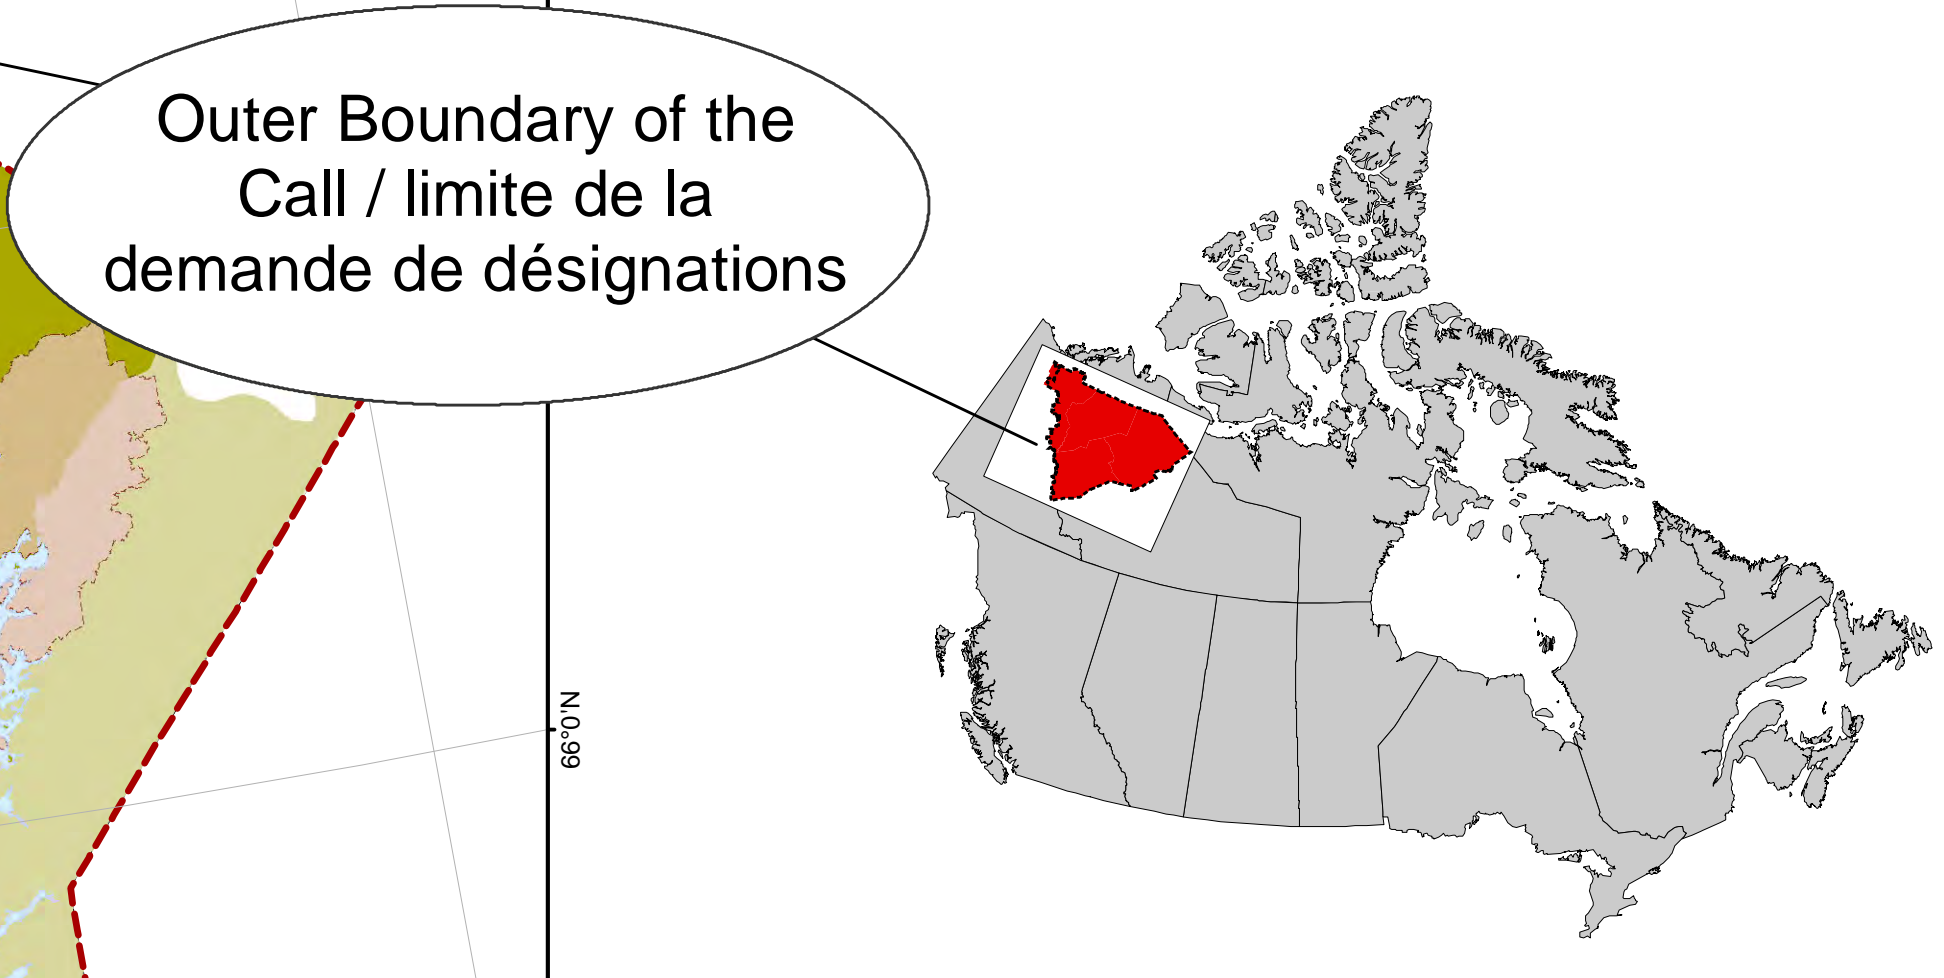 Outer Boundary of the
Call / limite de la
demande de désignations
66°0'N